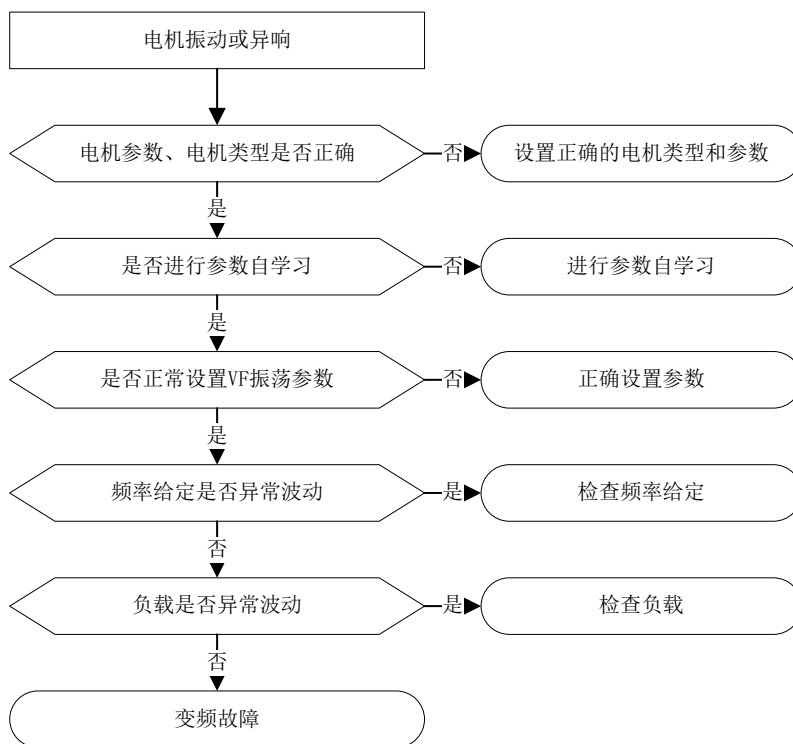 电机振动或异响
电机参数、电机类型是否正确
否
设置正确的电机类型和参数
是
是否进行参数自学习
否
进行参数自学习
是
是否正常设置VF振荡参数
否
正确设置参数
是
频率给定是否异常波动
是
检查频率给定
否
负载是否异常波动
是
检查负载
否
变频故障